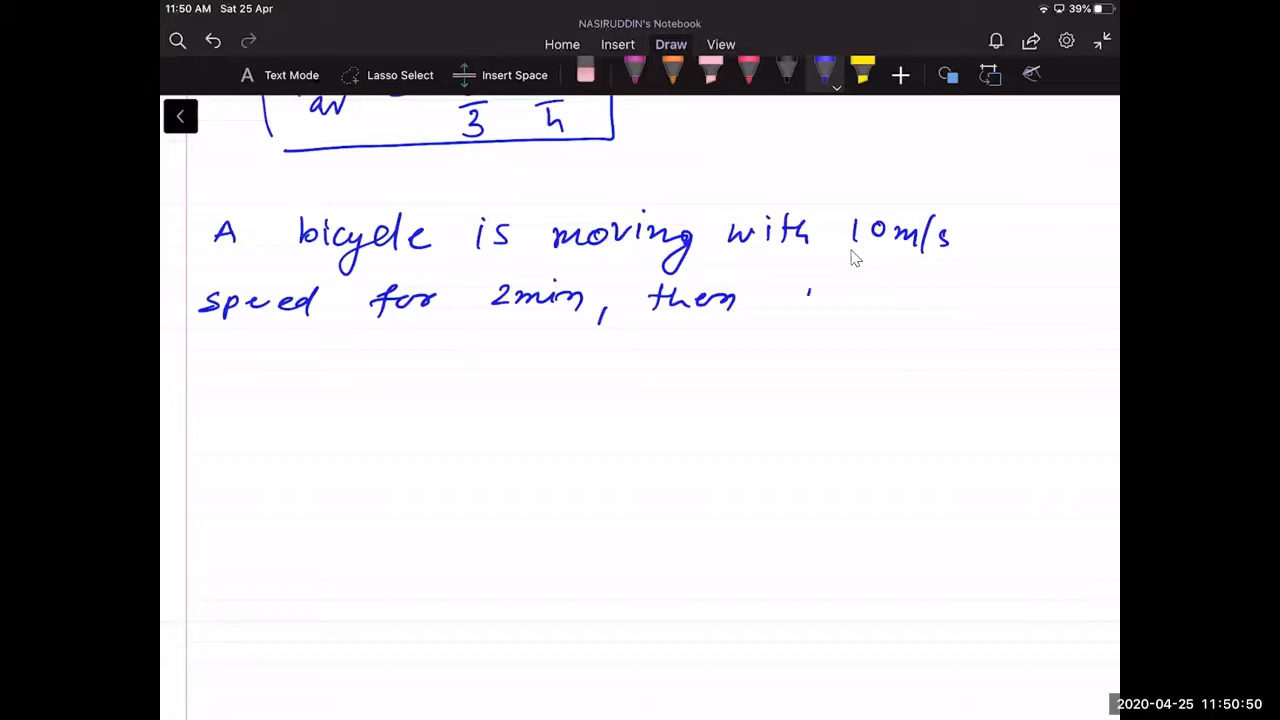 11:50 AM Sat 25 Apr
39%
NASIRUDDIN's Notebook
Home Insert Draw View
Text Mode Lasso Select Insert Space
av 3 h
A bicycle is moving with 10m/s
speed for 2min, then
2020-04-25 11:50:50